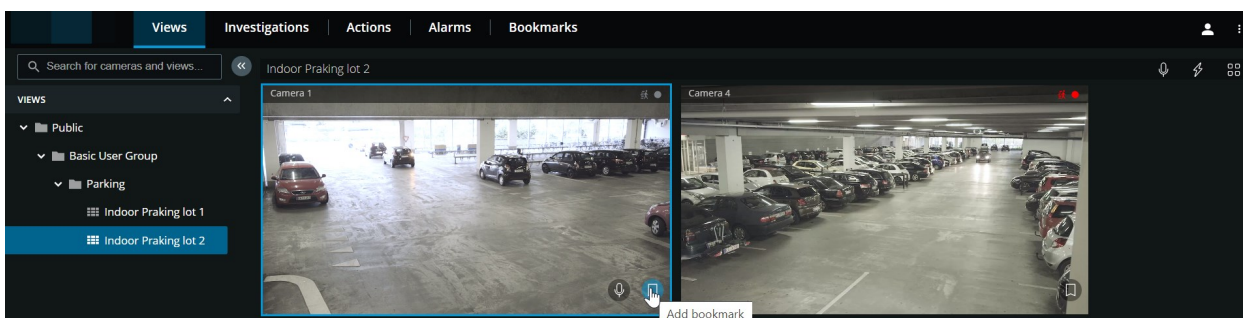 Views Investigations Actions Alarms Bookmarks
Search for cameras and views...
Indoor Praking lot 2
VIEWS
Camera 1
Camera 4
Public
Basic User Group
Parking
Indoor Praking lot 1
Indoor Praking lot 2
Add bookmark